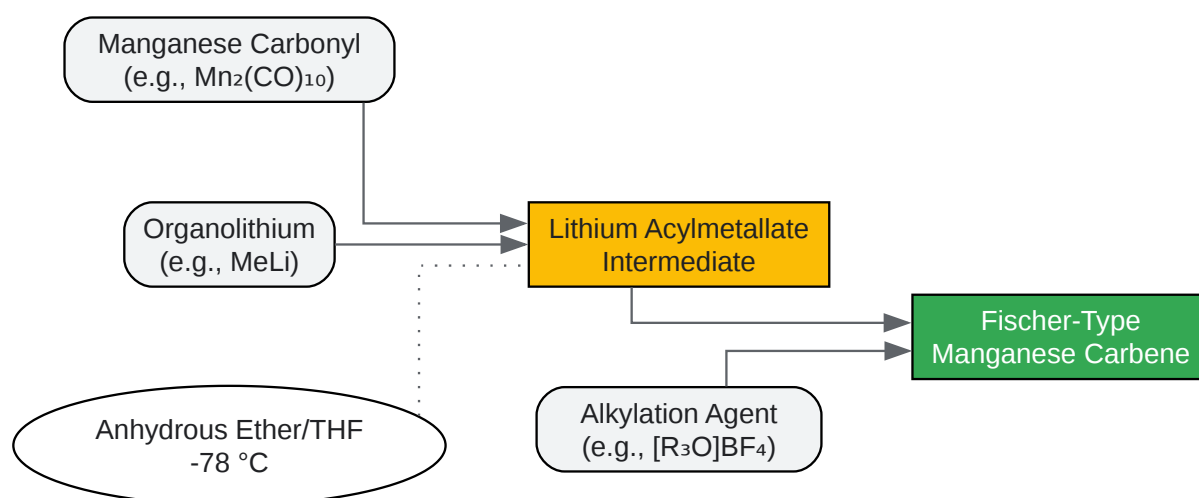 Manganese Carbonyl
(e.g., Mn₂(CO)₁₀)
Organolithium
(e.g., MeLi)
Lithium Acylmetallate
Intermediate
Fischer-Type
Manganese Carbene
Anhydrous Ether/THF
-78 °C
Alkylation Agent
(e.g., [R₃O]BF₄)